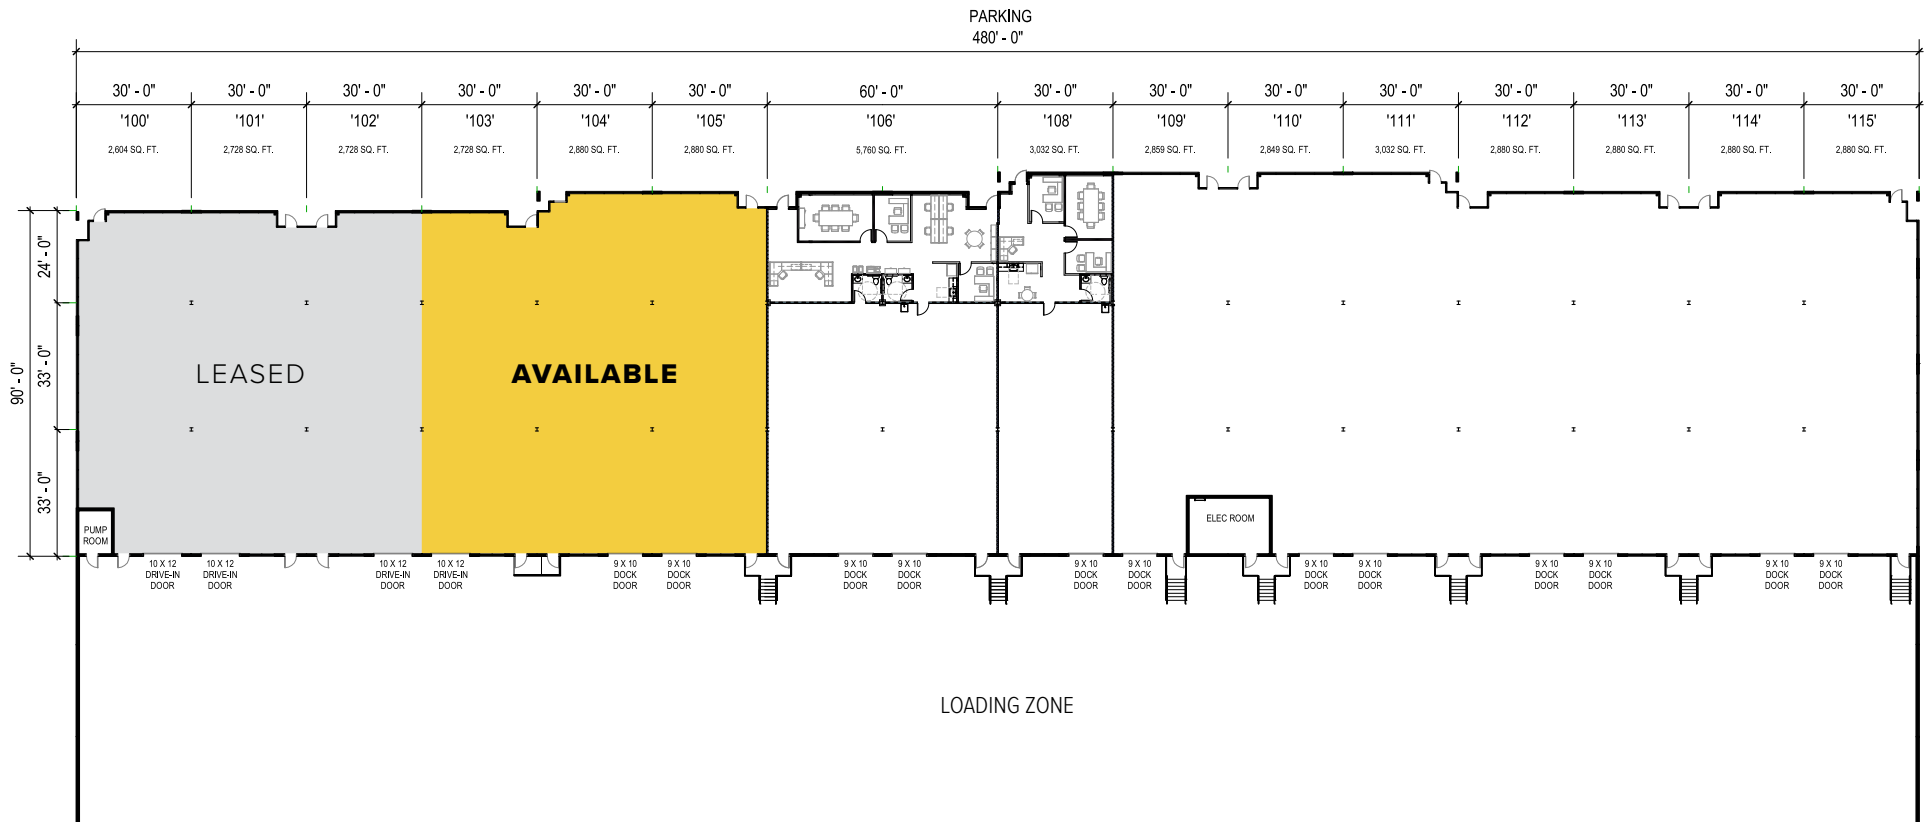 PARKING
480' - 0"
30' - 0" 30' - 0" 30' - 0" 30' - 0" 30' - 0" 30' - 0" 60' - 0" 30' - 0" 30' - 0" 30' - 0" 30' - 0" 30' - 0" 30' - 0" 30' - 0" 30' - 0"
'100' '101' '102' '103' '104' '105' '106' '108' '109' '110' '111' '112' '113' '114' '115'
2,604 SQ. FT. 2,728 SQ. FT. 2,728 SQ. FT. 2,728 SQ. FT. 2,880 SQ. FT. 2,880 SQ. FT. 5,760 SQ. FT. 3,032 SQ. FT. 2,859 SQ. FT. 2,849 SQ. FT. 3,032 SQ. FT. 2,880 SQ. FT. 2,880 SQ. FT. 2,880 SQ. FT. 2,880 SQ. FT.
90' - 0"
24' - 0"
33' - 0"
33' - 0"
LEASED
AVAILABLE
PUMP
ROOM
ELEC ROOM
10 X 12
DRIVE-IN
DOOR
10 X 12
DRIVE-IN
DOOR
10 X 12
DRIVE-IN
DOOR
10 X 12
DRIVE-IN
DOOR
9 X 10
DOCK
DOOR
9 X 10
DOCK
DOOR
9 X 10
DOCK
DOOR
9 X 10
DOCK
DOOR
9 X 10
DOCK
DOOR
9 X 10
DOCK
DOOR
9 X 10
DOCK
DOOR
9 X 10
DOCK
DOOR
9 X 10
DOCK
DOOR
9 X 10
DOCK
DOOR
9 X 10
DOCK
DOOR
9 X 10
DOCK
DOOR
LOADING ZONE